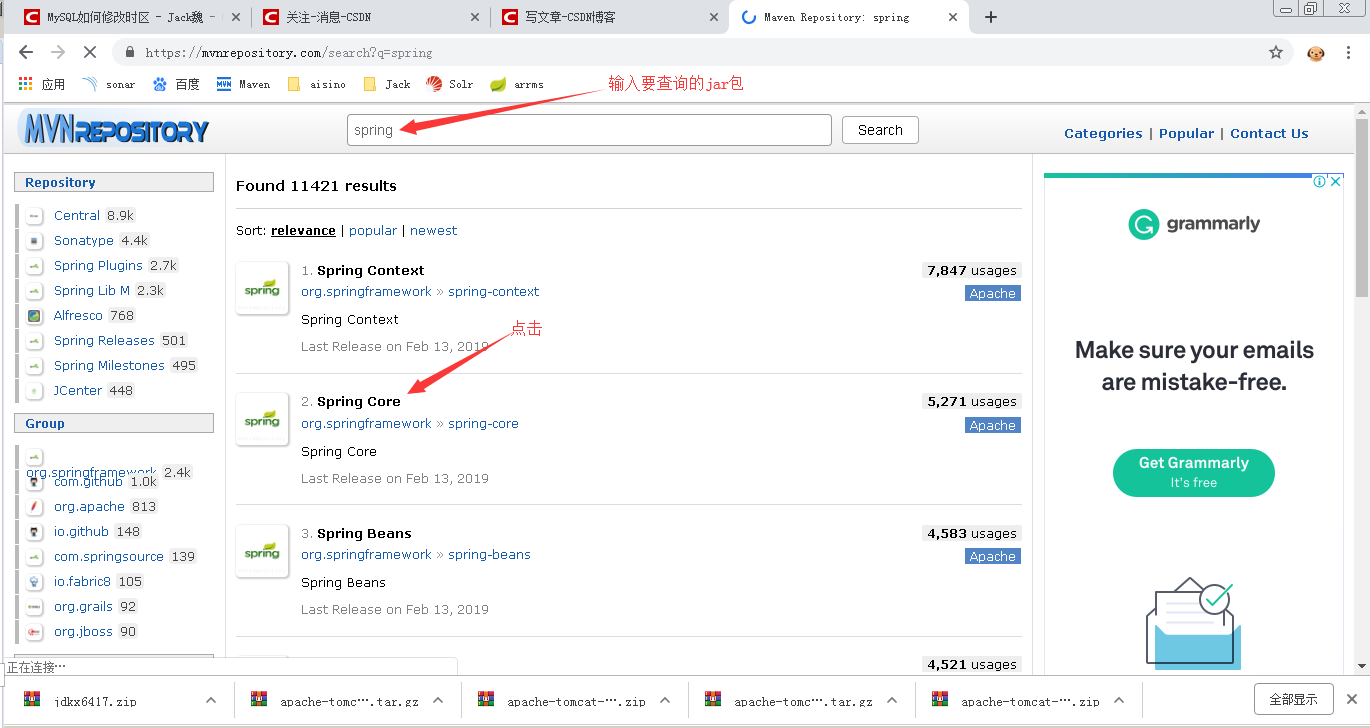 MySQL如何修改时区 - Jack魏 -
关注-消息-CSDN
写文章-CSDN博客
Maven Repository: spring
https://mvnrepository.com/search?q=spring
应用
sonar
百度
MVN Maven
aisino
Jack
Solr
arrms
输入要查询的jar包
MVNREPOSITORY
spring
Search
Categories | Popular | Contact Us
Repository
Central 8.9k
Sonatype 4.4k
Spring Plugins 2.7k
Spring Lib M 2.3k
Alfresco 768
Spring Releases 501
Spring Milestones 495
JCenter 448
Group
org.springframework 2.4k
com.github 1.0k
org.apache 813
io.github 148
com.springsource 139
io.fabric8 105
org.grails 92
org.jboss 90
Found 11421 results
Sort: relevance | popular | newest
spring
1. Spring Context
7,847 usages
org.springframework » spring-context
Apache
Spring Context
Last Release on Feb 13, 2019
点击
spring
2. Spring Core
5,271 usages
org.springframework » spring-core
Apache
Spring Core
Last Release on Feb 13, 2019
spring
3. Spring Beans
4,583 usages
org.springframework » spring-beans
Apache
Spring Beans
Last Release on Feb 13, 2019
4,521 usages
grammarly
Make sure your emails
are mistake-free.
Get Grammarly
It's free
正在连接…
jdkx6417.zip
apache-tomc….tar.gz
apache-tomcat-….zip
apache-tomc….tar.gz
apache-tomcat-….zip
全部显示